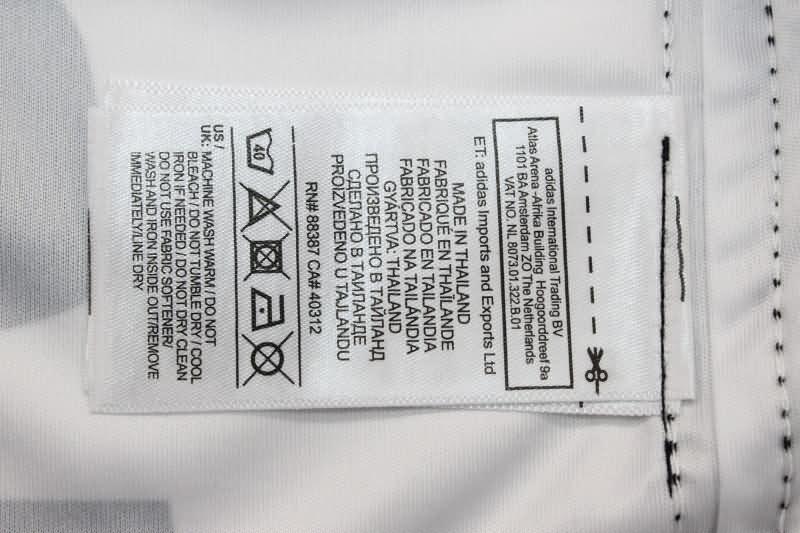 adidas International Trading BV
Atlas Arena -Afrika Building Hoogoorddreef 9a
1101 BA Amsterdam ZO The Netherlands
VAT NO. NL 8073.01.322.B.01
ET: adidas Imports and Exports Ltd
MADE IN THAILAND
FABRIQUÉ EN THAÏLANDE
FABRICADO EN TAILANDIA
FABRICADO NA TAILÂNDIA
GYÁRTVA: THAILAND
ПРОИЗВЕДЕНО В ТАЙЛАНД
СДЕЛАНО В ТАИЛАНДЕ
PROIZVEDENO U TAJLANDU
RN# 88387 CA# 40312
40
US /
UK: MACHINE WASH WARM / DO NOT
BLEACH / DO NOT TUMBLE DRY / COOL
IRON IF NEEDED / DO NOT DRY CLEAN
DO NOT USE FABRIC SOFTENER/
WASH AND IRON INSIDE OUT/REMOVE
IMMEDIATELY/LINE DRY